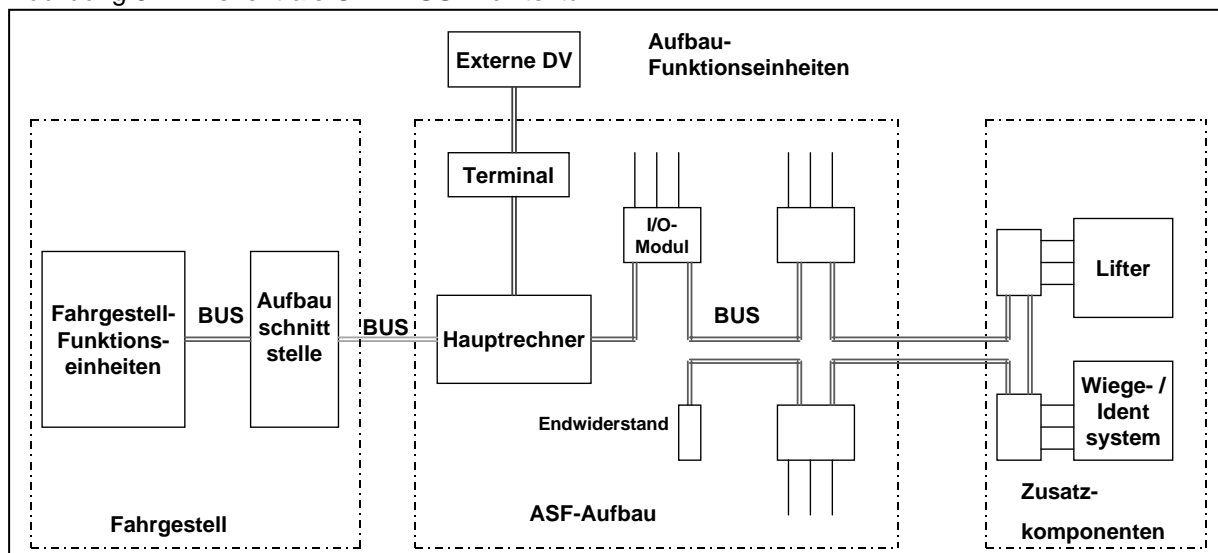 Externe DV
Aufbau-
Funktionseinheiten
Terminal
I/O-
Modul
Lifter
Fahrgestell-
Funktions-
einheiten
BUS
Aufbau
schnitt
stelle
BUS
Hauptrechner
BUS
Endwiderstand
Wiege- /
Ident
system
Fahrgestell
ASF-Aufbau
Zusatz-
komponenten